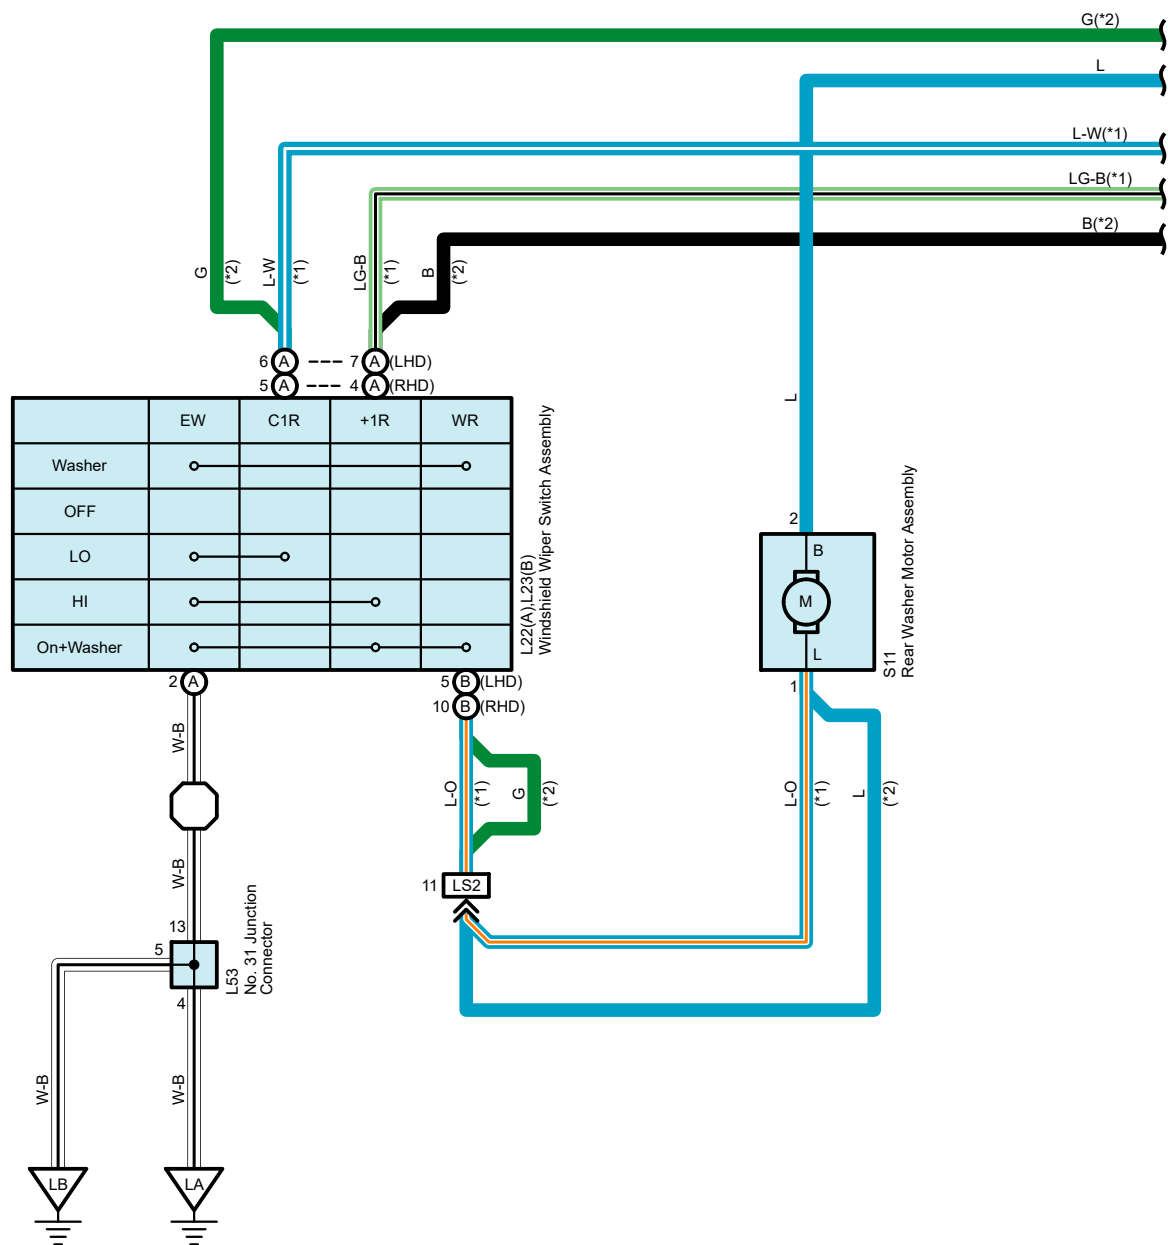 G(*2)
L
L-W(*1)
LG-B(*1)
B(*2)
G
(*2)
L-W
(*1)
LG-B
(*1)
B
(*2)
6 A 7 A (LHD)
5 A 4 A (RHD)
EW C1R +1R WR
Washer
OFF
LO
HI
On+Washer
L22(A),L23(B)
Windshield Wiper Switch Assembly
L
2
B
M
L
1
S11
Rear Washer Motor Assembly
2 A
5 B (LHD)
10 B (RHD)
W-B
L-O
(*1)
G
(*2)
L-O
(*1)
L
(*2)
W-B
11 LS2
13
5
4
L53
No. 31 Junction
Connector
W-B
W-B
LB
LA